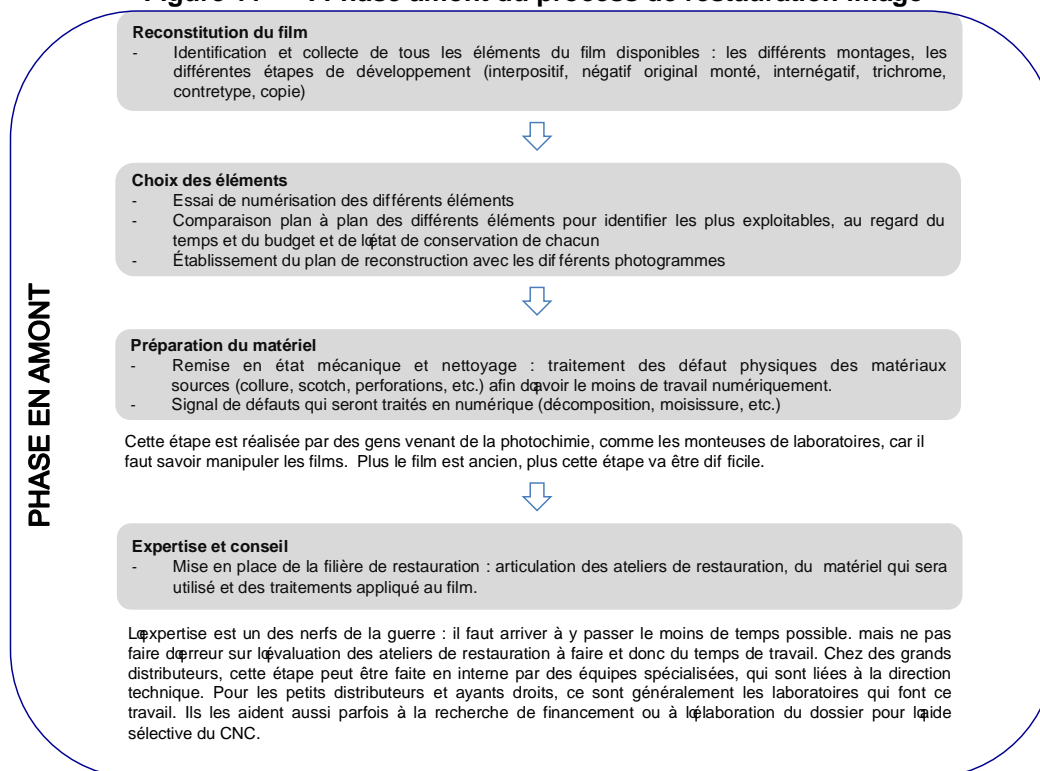 Figure Phase amont du process de restauration image
PHASE EN AMONT
Reconstitution du film
- Identification et collecte de tous les éléments du film disponibles : les différents montages, les
différentes étapes de développement (interpositif, négatif original monté, internégatif, trichrome,
contretype, copie)
Choix des éléments
- Essai de numérisation des différents éléments
- Comparaison plan à plan des différents éléments pour identifier les plus exploitables, au regard du
temps et du budget et de lqétat de conservation de chacun
- Établissement du plan de reconstruction avec les dif férents photogrammes
Préparation du matériel
- Remise en état mécanique et nettoyage : traitement des défaut physiques des matériaux
sources (collure, scotch, perforations, etc.) afin dqavoir le moins de travail numériquement.
- Signal de défauts qui seront traités en numérique (décomposition, moisissure, etc.)
Cette étape est réalisée par des gens venant de la photochimie, comme les monteuses de laboratoires, car il
faut savoir manipuler les films. Plus le film est ancien, plus cette étape va être dif ficile.
Expertise et conseil
- Mise en place de la filière de restauration : articulation des ateliers de restauration, du matériel qui sera
utilisé et des traitements appliqué au film.
Lqexpertise est un des nerfs de la guerre : il faut arriver à y passer le moins de temps possible. mais ne pas
faire dqerreur sur lqévaluation des ateliers de restauration à faire et donc du temps de travail. Chez des grands
distributeurs, cette étape peut être faite en interne par des équipes spécialisées, qui sont liées à la direction
technique. Pour les petits distributeurs et ayants droits, ce sont généralement les laboratoires qui font ce
travail. Ils les aident aussi parfois à la recherche de financement ou à lqélaboration du dossier pour lqaide
sélective du CNC.